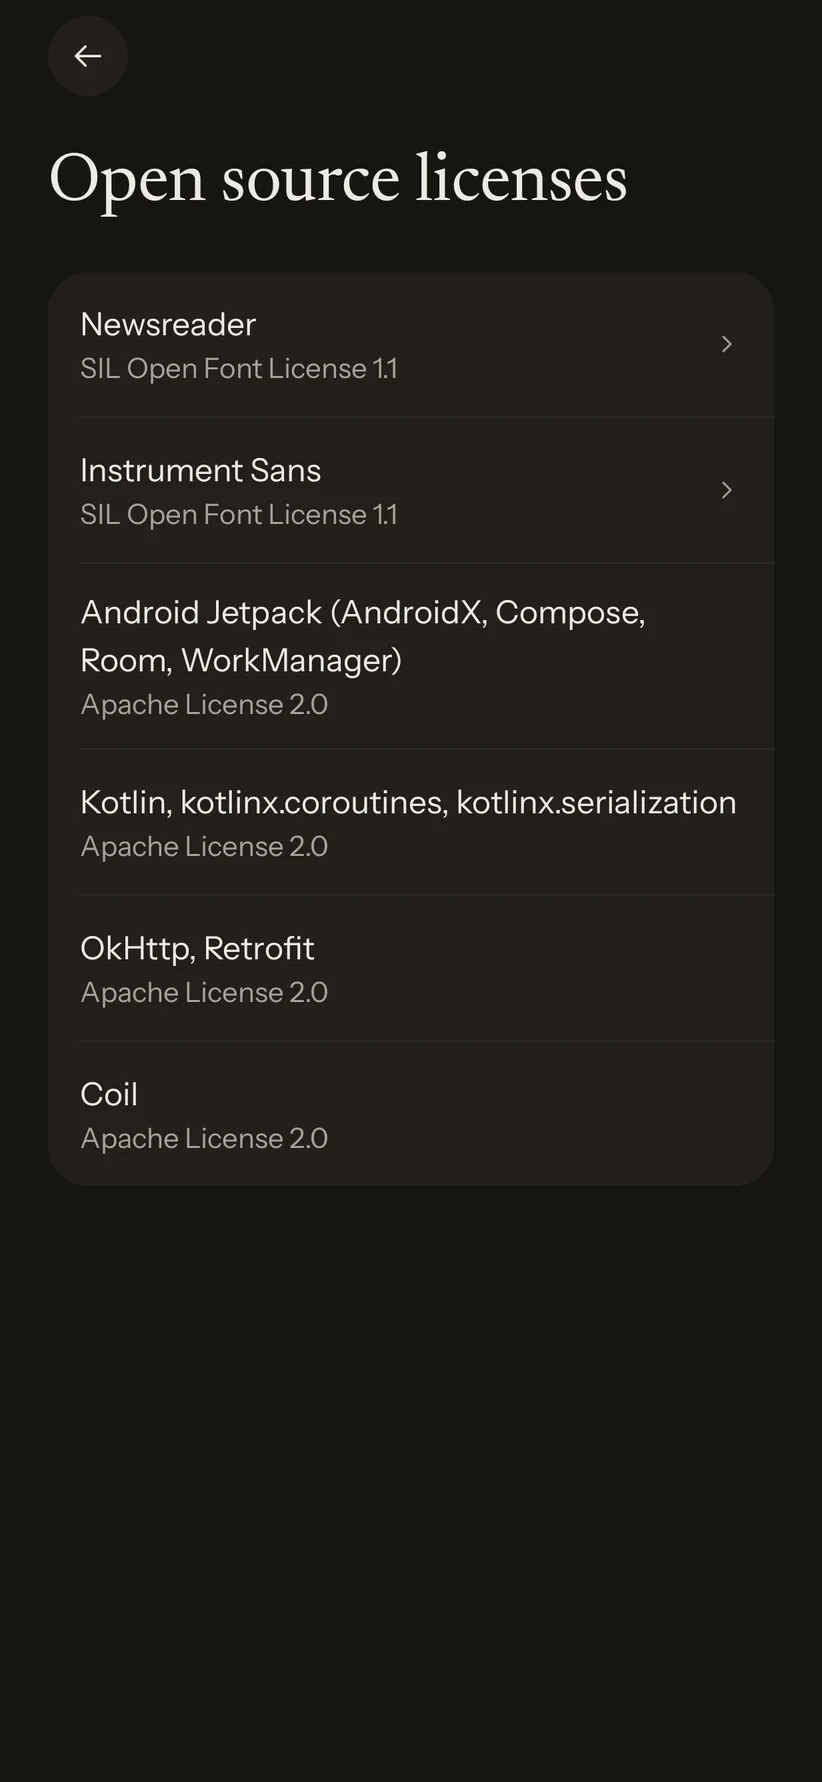 Open source licenses
Newsreader
SIL Open Font License 1.1
Instrument Sans
SIL Open Font License 1.1
Android Jetpack (AndroidX, Compose,
Room, WorkManager)
Apache License 2.0
Kotlin, kotlinx.coroutines, kotlinx.serialization
Apache License 2.0
OkHttp, Retrofit
Apache License 2.0
Coil
Apache License 2.0